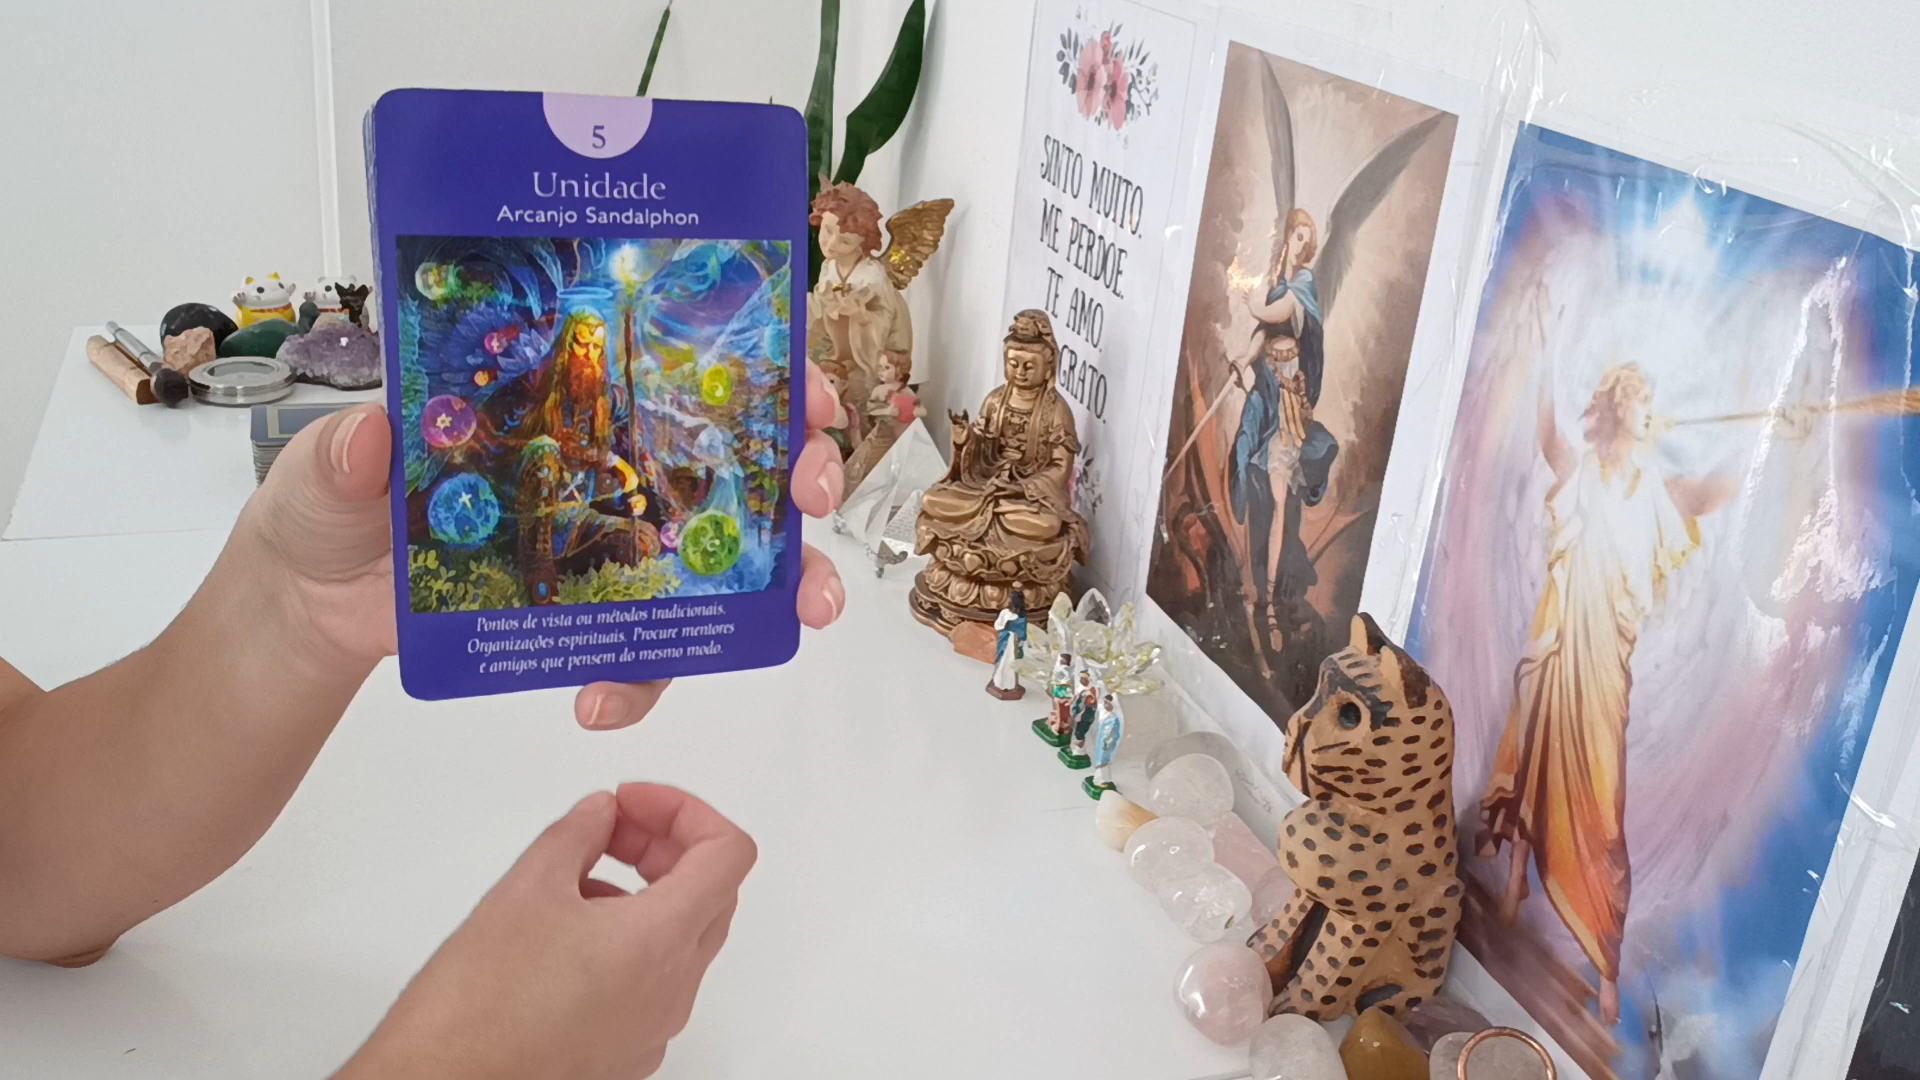 5
Unidade
Arcanjo Sandalphon
Pontos de vista ou métodos tradicionais.
Organizações espirituais. Procure mentores
e amigos que pensem do mesmo modo.
SINTO MUITO.
ME PERDOE.
TE AMO.
GRATO.